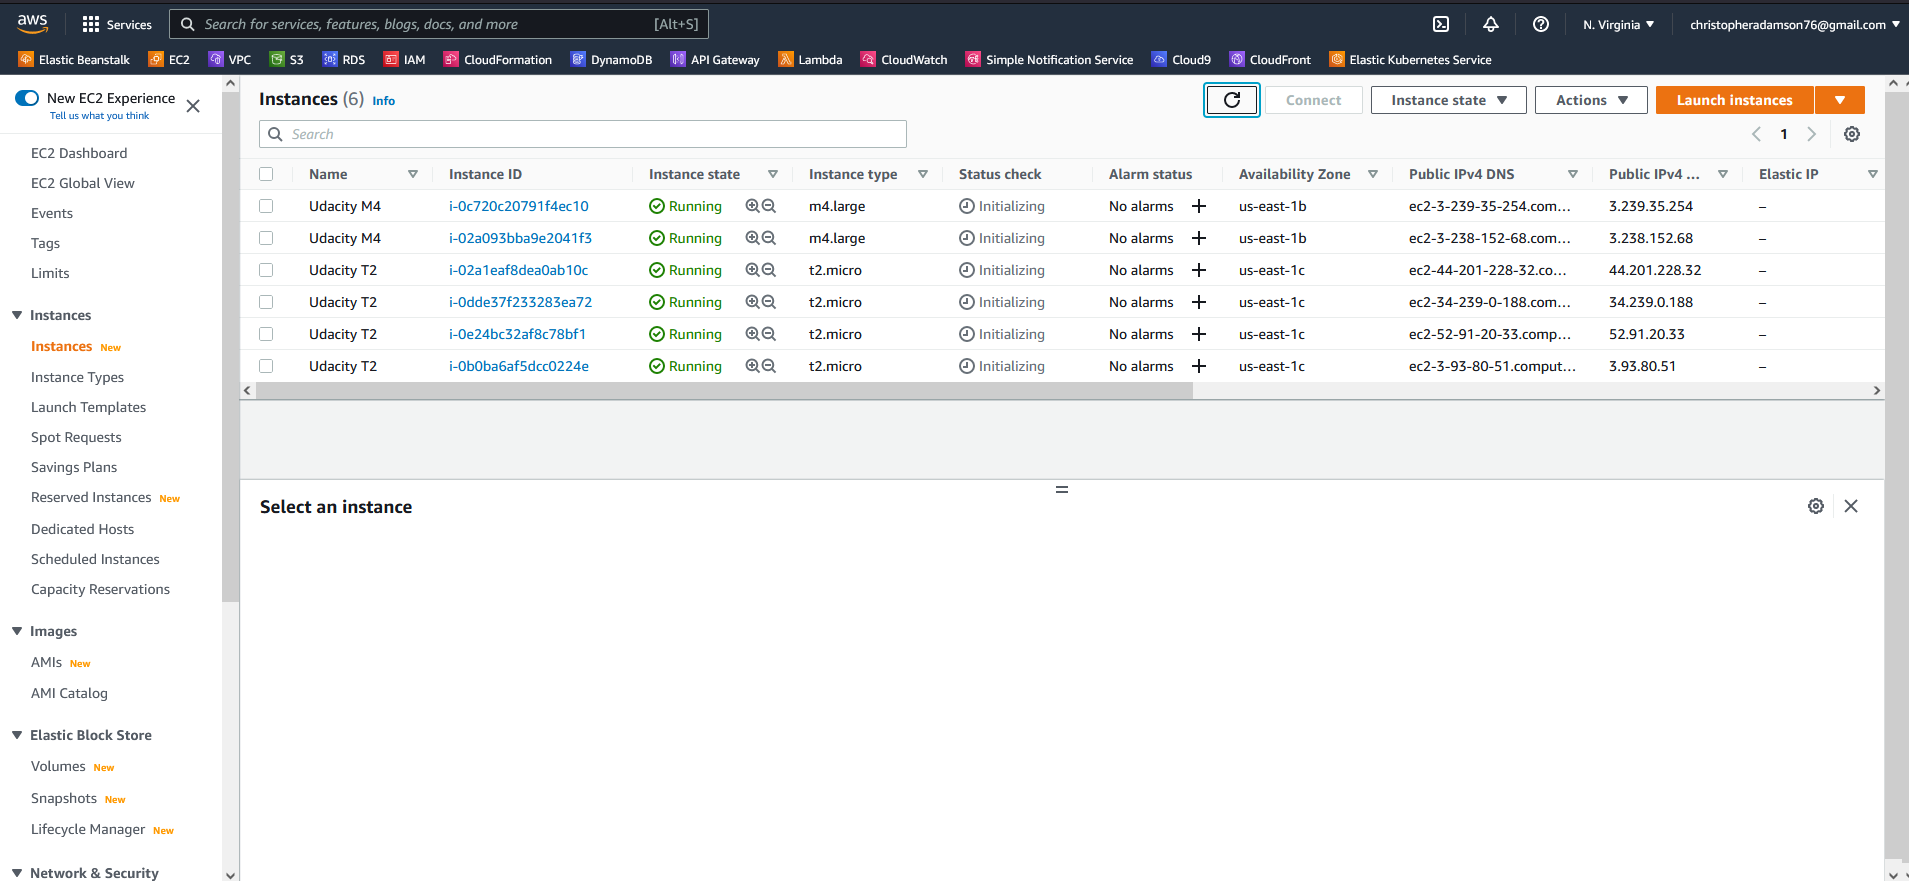 aws Services Search for services, features, blogs, docs, and more [Alt+S] N. Virginia christopheradamson76@gmail.com
Elastic Beanstalk EC2 VPC S3 RDS IAM CloudFormation DynamoDB API Gateway Lambda CloudWatch Simple Notification Service Cloud9 CloudFront Elastic Kubernetes Service
New EC2 Experience
Tell us what you think
EC2 Dashboard
EC2 Global View
Events
Tags
Limits
Instances
Instances New
Instance Types
Launch Templates
Spot Requests
Savings Plans
Reserved Instances New
Dedicated Hosts
Scheduled Instances
Capacity Reservations
Images
AMIs New
AMI Catalog
Elastic Block Store
Volumes New
Snapshots New
Lifecycle Manager New
Network & Security
Instances (6) Info Connect Instance state Actions Launch instances
Search 1
Name Instance ID Instance state Instance type Status check Alarm status Availability Zone Public IPv4 DNS Public IPv4 ... Elastic IP
Udacity M4 i-0c720c20791f4ec10 Running m4.large Initializing No alarms + us-east-1b ec2-3-239-35-254.com... 3.239.35.254 –
Udacity M4 i-02a093bba9e2041f3 Running m4.large Initializing No alarms + us-east-1b ec2-3-238-152-68.com... 3.238.152.68 –
Udacity T2 i-02a1eaf8dea0ab10c Running t2.micro Initializing No alarms + us-east-1c ec2-44-201-228-32.co... 44.201.228.32 –
Udacity T2 i-0dde37f233283ea72 Running t2.micro Initializing No alarms + us-east-1c ec2-34-239-0-188.com... 34.239.0.188 –
Udacity T2 i-0e24bc32af8c78bf1 Running t2.micro Initializing No alarms + us-east-1c ec2-52-91-20-33.comp... 52.91.20.33 –
Udacity T2 i-0b0ba6af5dcc0224e Running t2.micro Initializing No alarms + us-east-1c ec2-3-93-80-51.comput... 3.93.80.51 –
Select an instance